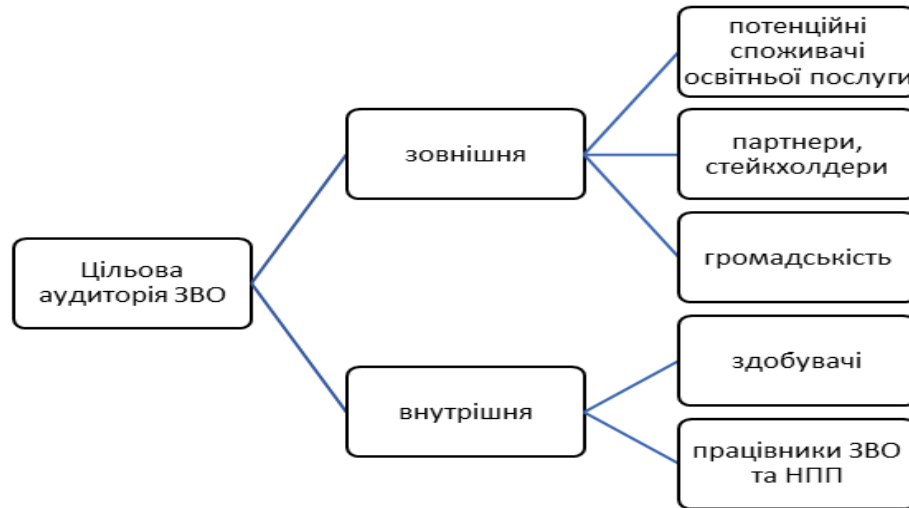 потенційні
споживачі
освітньої послуги
зовнішня
партнери,
стейкхолдери
громадськість
Цільова
аудиторія ЗВО
здобувачі
внутрішня
працівники ЗВО
та НПП